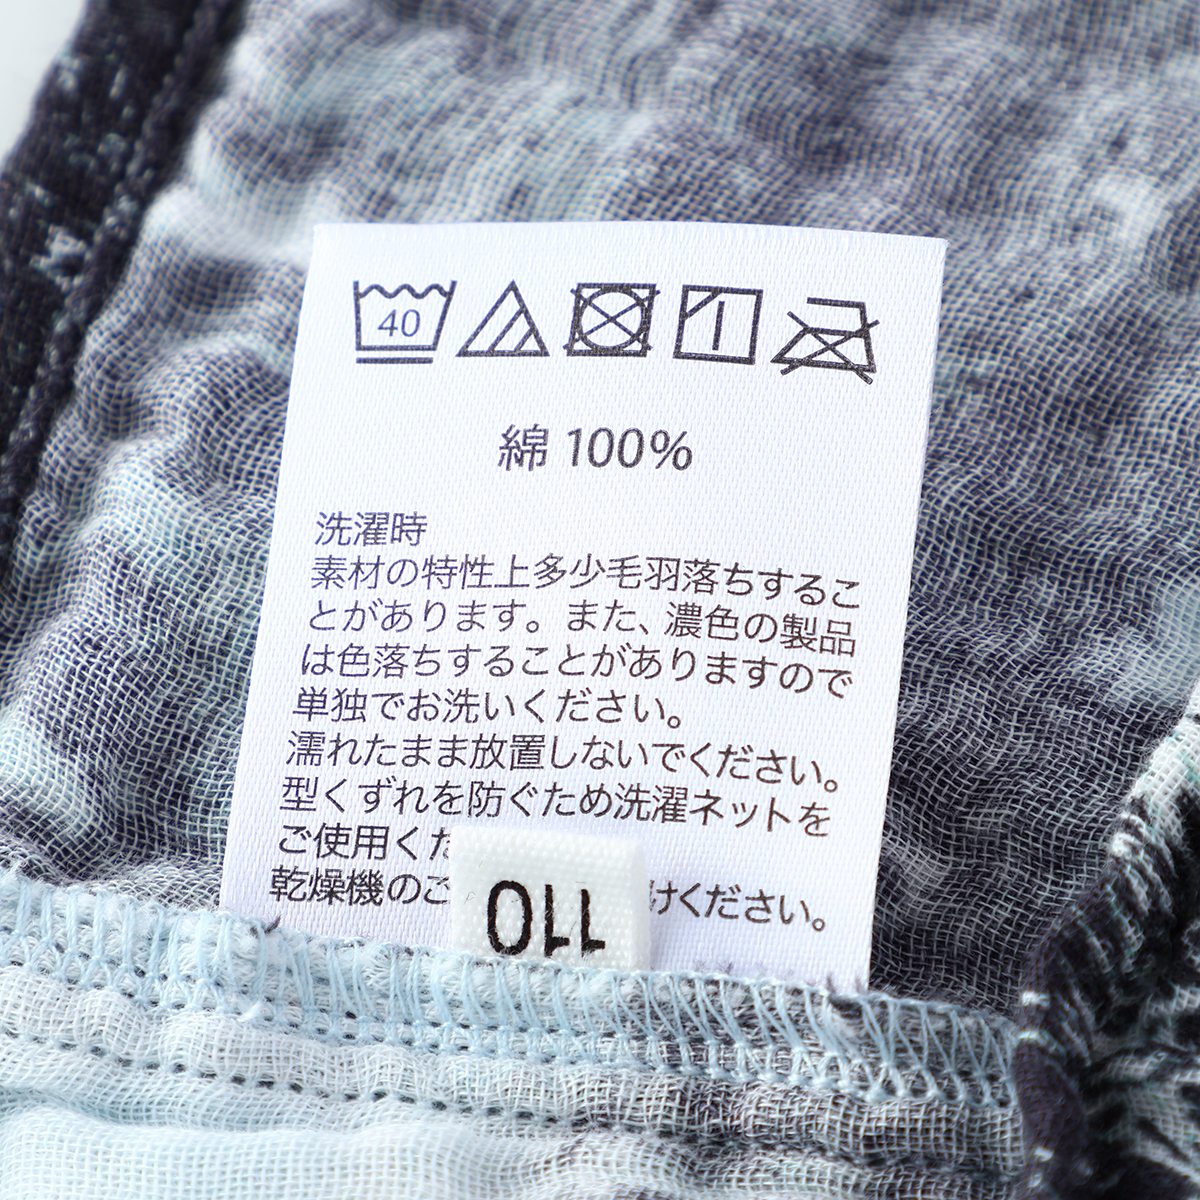 40
綿 100%
洗濯時
素材の特性上多少毛羽落ちするこ
とがあります。また、濃色の製品
は色落ちすることがありますので
単独でお洗いください。
濡れたまま放置しないでください。
型くずれを防ぐため洗濯ネットを
ご使用くだ
乾燥機のご けください。
110